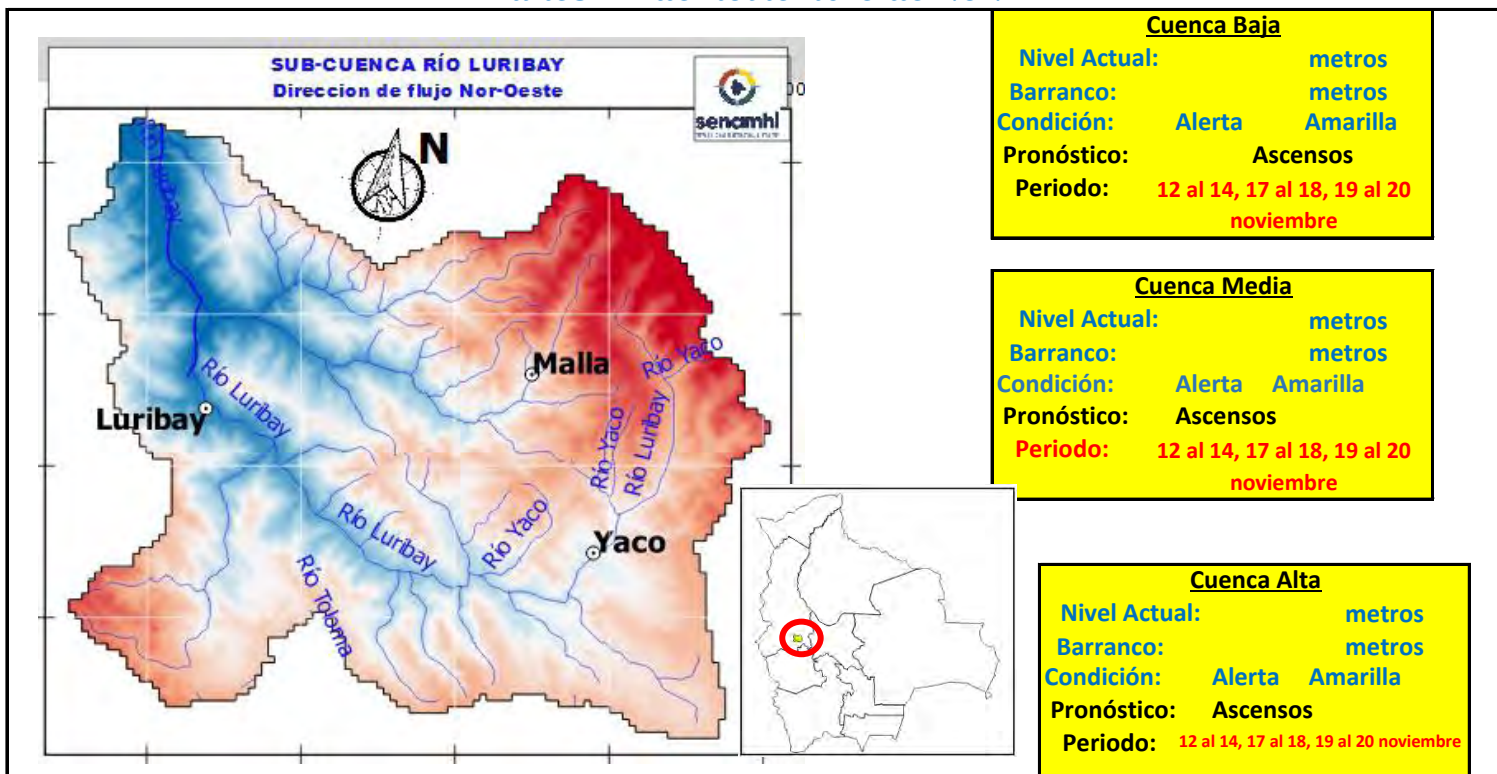 SUB-CUENCA RÍO LURIBAY
Direccion de flujo Nor-Oeste
senamhi
00
N
Luribay
Malla
Río Yaco
Río Luribay
Luribay
Río Yaco
Río Luribay
Río Luribay
Río Yaco
Yaco
Río Tolama
Cuenca Baja
Nivel Actual: metros
Barranco: metros
Condición: Alerta Amarilla
Pronóstico: Ascensos
Periodo: 12 al 14, 17 al 18, 19 al 20
noviembre
Cuenca Media
Nivel Actual: metros
Barranco: metros
Condición: Alerta Amarilla
Pronóstico: Ascensos
Periodo: 12 al 14, 17 al 18, 19 al 20
noviembre
Cuenca Alta
Nivel Actual: metros
Barranco: metros
Condición: Alerta Amarilla
Pronóstico: Ascensos
Periodo: 12 al 14, 17 al 18, 19 al 20 noviembre